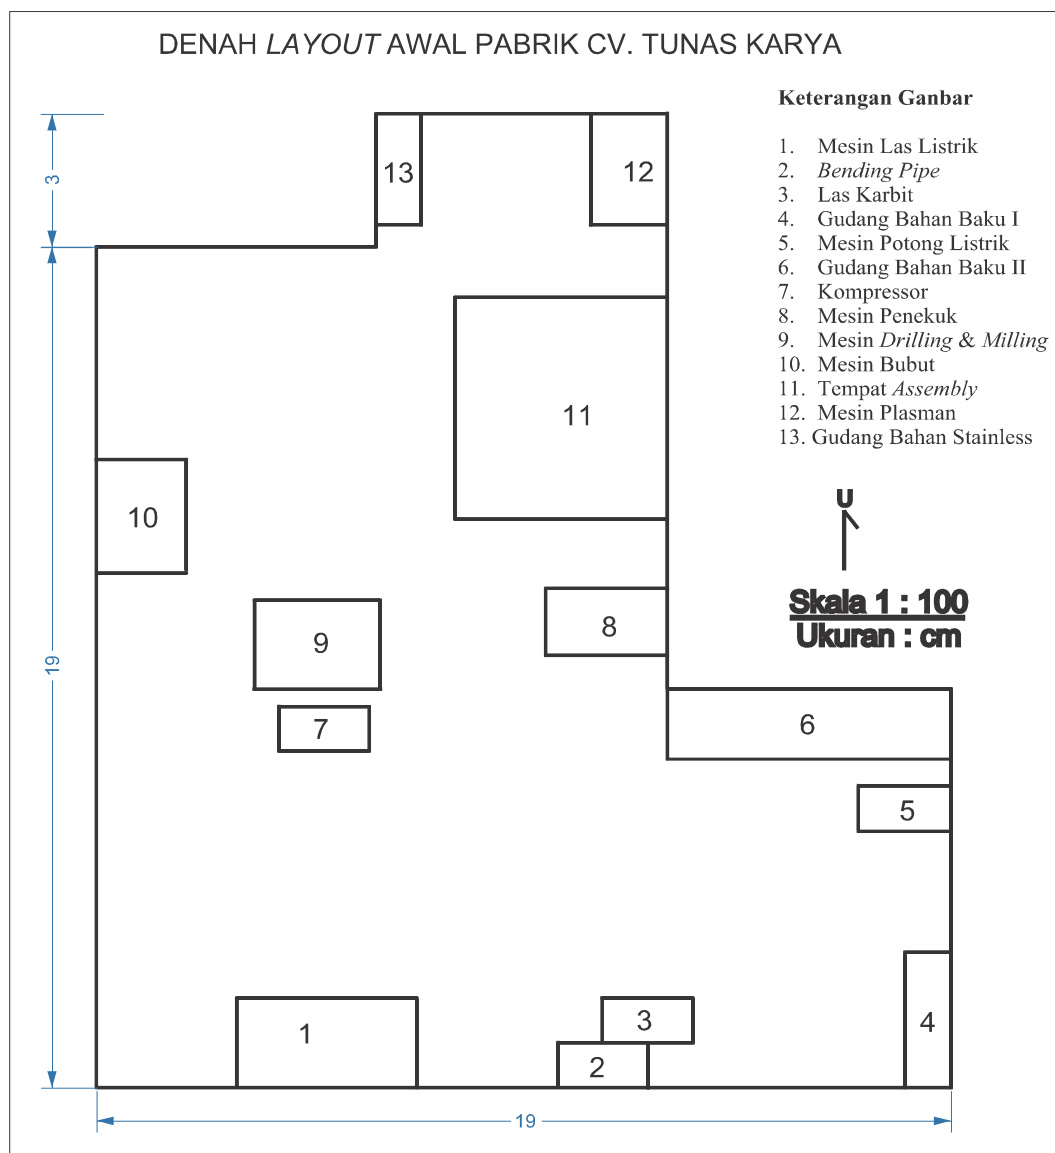 DENAH LAYOUT AWAL PABRIK CV. TUNAS KARYA
Keterangan Ganbar
1. Mesin Las Listrik
2. Bending Pipe
3. Las Karbit
4. Gudang Bahan Baku I
5. Mesin Potong Listrik
6. Gudang Bahan Baku II
7. Kompressor
8. Mesin Penekuk
9. Mesin Drilling & Milling
10. Mesin Bubut
11. Tempat Assembly
12. Mesin Plasman
13. Gudang Bahan Stainless
U
Skala 1 : 100
Ukuran : cm
3
13
12
11
10
9
8
19
7
6
5
1
3
4
2
19